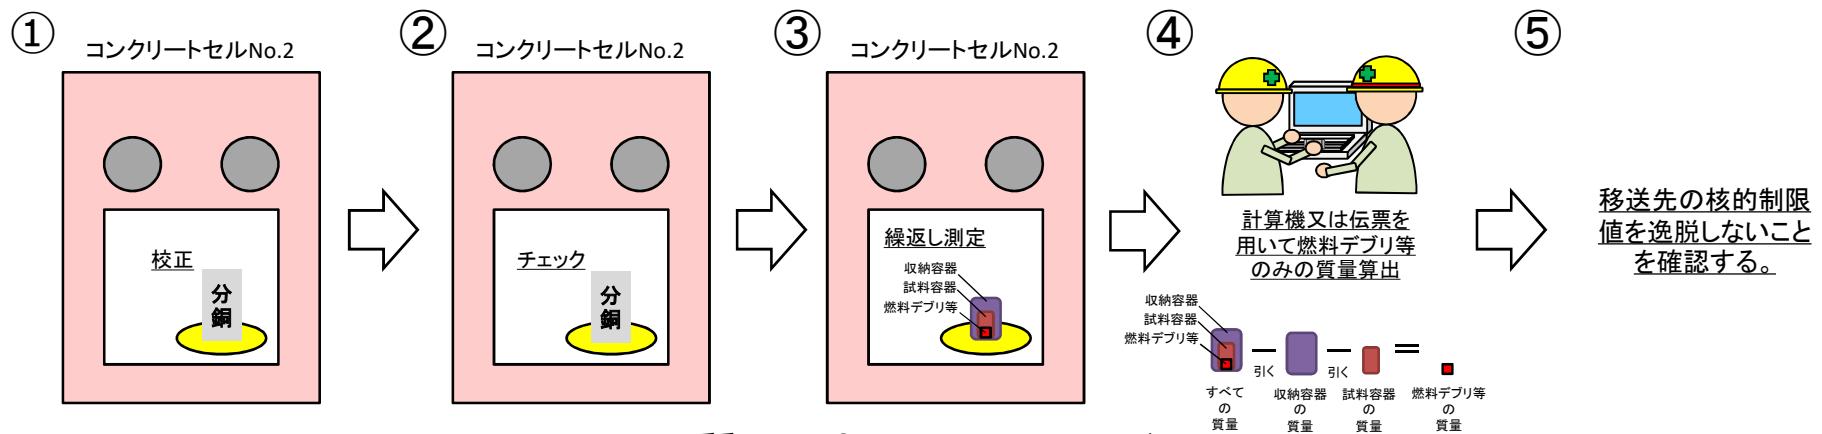 ①
コンクリートセルNo.2
校正
分
銅
②
コンクリートセルNo.2
チェック
分
銅
③
コンクリートセルNo.2
繰返し測定
収納容器
試料容器
燃料デブリ等
④
計算機又は伝票を
用いて燃料デブリ等
のみの質量算出
収納容器
試料容器
燃料デブリ等
引く
引く
すべて
の
質量
収納容器
の
質量
試料容器
の
質量
燃料デブリ等
の
質量
⑤
移送先の核的制限
値を逸脱しないこと
を確認する。